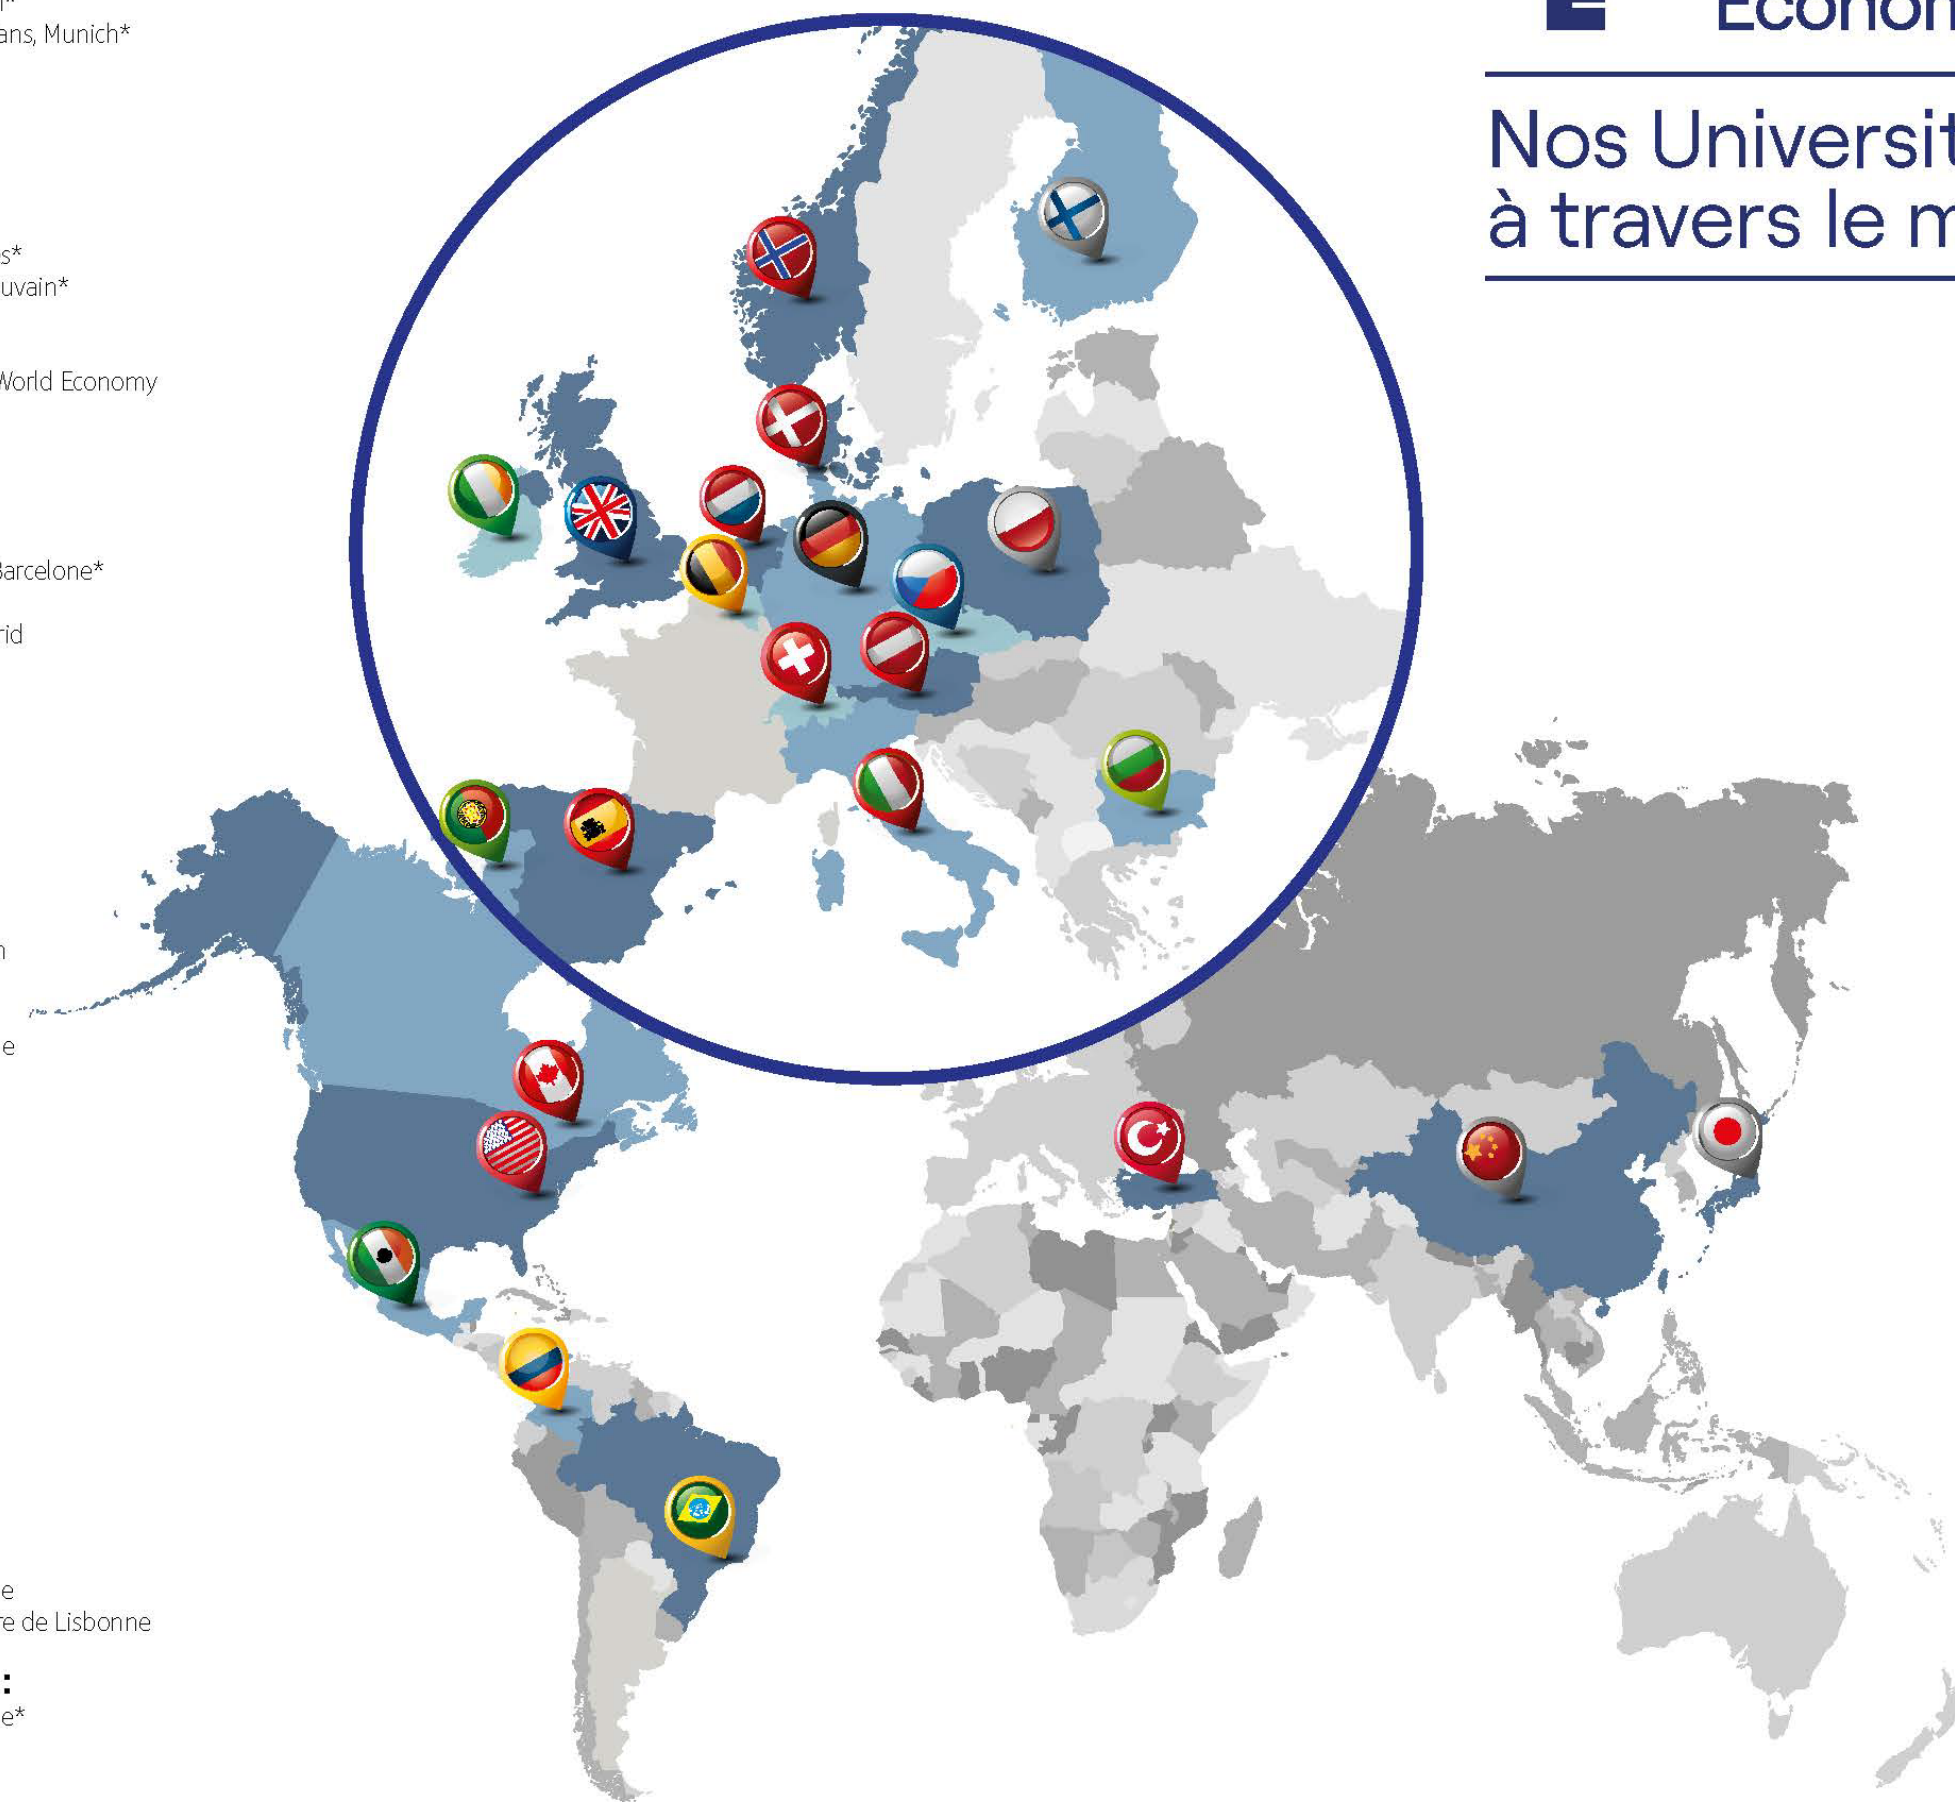 ans, Munich*
s*
uvain*
World Economy
Barcelone*
rid
n
e
e
re de Lisbonne
:
e*
Econom
Nos Universit
à travers le m